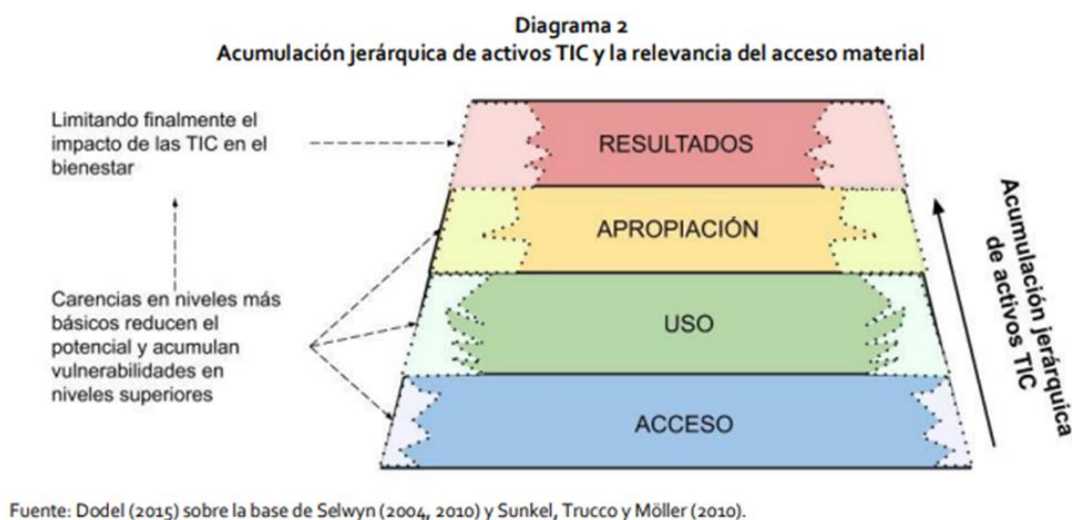 Diagrama 2
Acumulación jerárquica de activos TIC y la relevancia del acceso material
Limitando finalmente el
impacto de las TIC en el
bienestar
Carencias en niveles más
básicos reducen el
potencial y acumulan
vulnerabilidades en
niveles superiores
RESULTADOS
APROPIACIÓN
USO
ACCESO
Acumulación jerárquica
de activos TIC
Fuente: Dodel (2015) sobre la base de Selwyn (2004, 2010) y Sunkel, Trucco y Möller (2010).